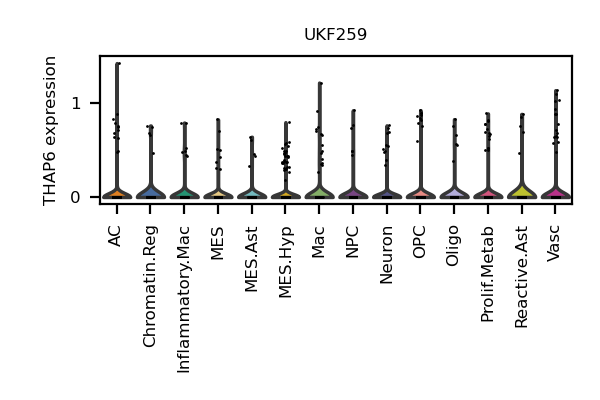 UKF259
THAP6 expression
1
0
AC
Chromatin.Reg
Inflammatory.Mac
MES
MES.Ast
MES.Hyp
Mac
NPC
Neuron
OPC
Oligo
Prolif.Metab
Reactive.Ast
Vasc